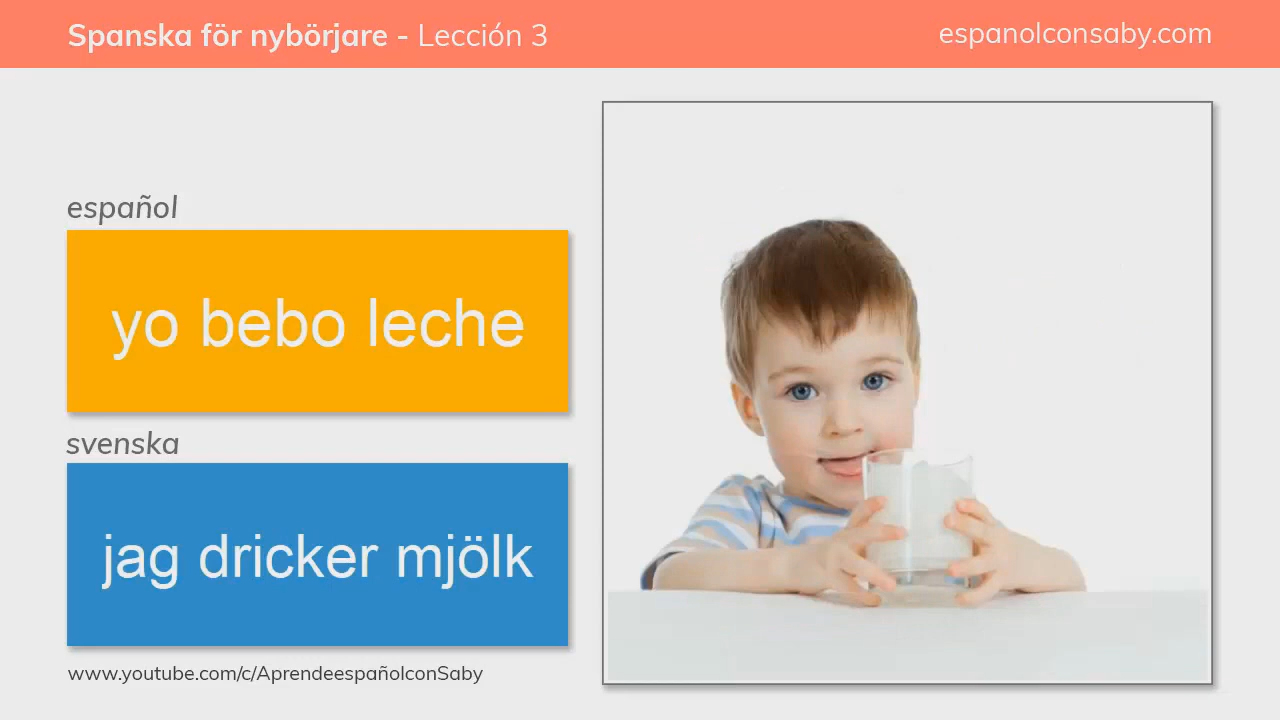 Spanska för nybörjare - Lección 3
espanolconsaby.com
español
yo bebo leche
svenska
jag dricker mjölk
www.youtube.com/c/AprendeespañolconSaby